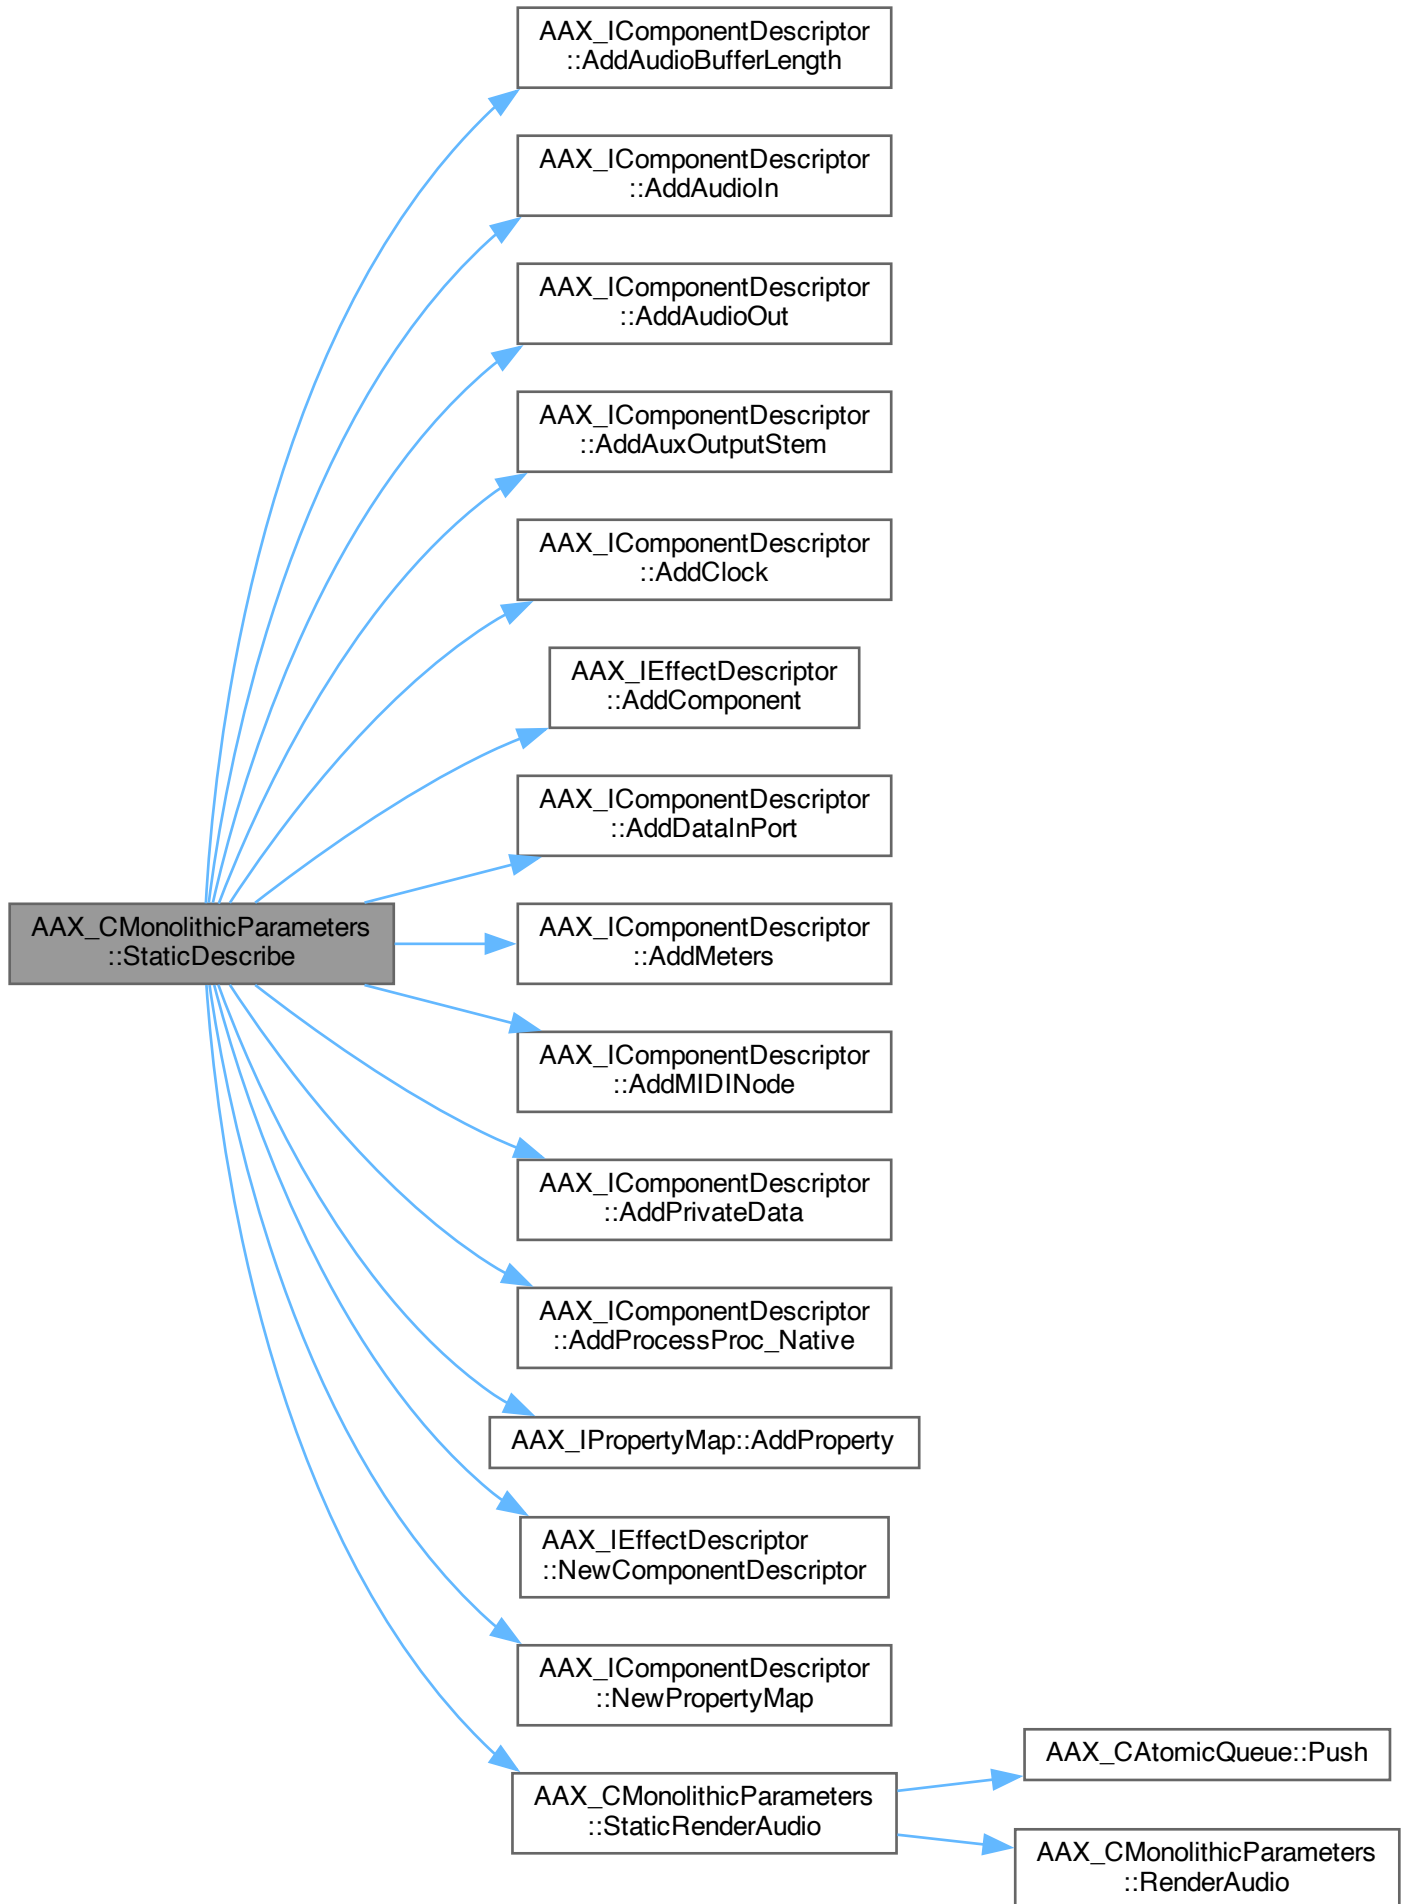 AAX_IComponentDescriptor
::AddAudioBufferLength
AAX_IComponentDescriptor
::AddAudioIn
AAX_IComponentDescriptor
::AddAudioOut
AAX_IComponentDescriptor
::AddAuxOutputStem
AAX_IComponentDescriptor
::AddClock
AAX_IEffectDescriptor
::AddComponent
AAX_IComponentDescriptor
::AddDataInPort
AAX_CMonolithicParameters
::StaticDescribe
AAX_IComponentDescriptor
::AddMeters
AAX_IComponentDescriptor
::AddMIDINode
AAX_IComponentDescriptor
::AddPrivateData
AAX_IComponentDescriptor
::AddProcessProc_Native
AAX_IPropertyMap::AddProperty
AAX_IEffectDescriptor
::NewComponentDescriptor
AAX_IComponentDescriptor
::NewPropertyMap
AAX_CMonolithicParameters
::StaticRenderAudio
AAX_CAtomicQueue::Push
AAX_CMonolithicParameters
::RenderAudio